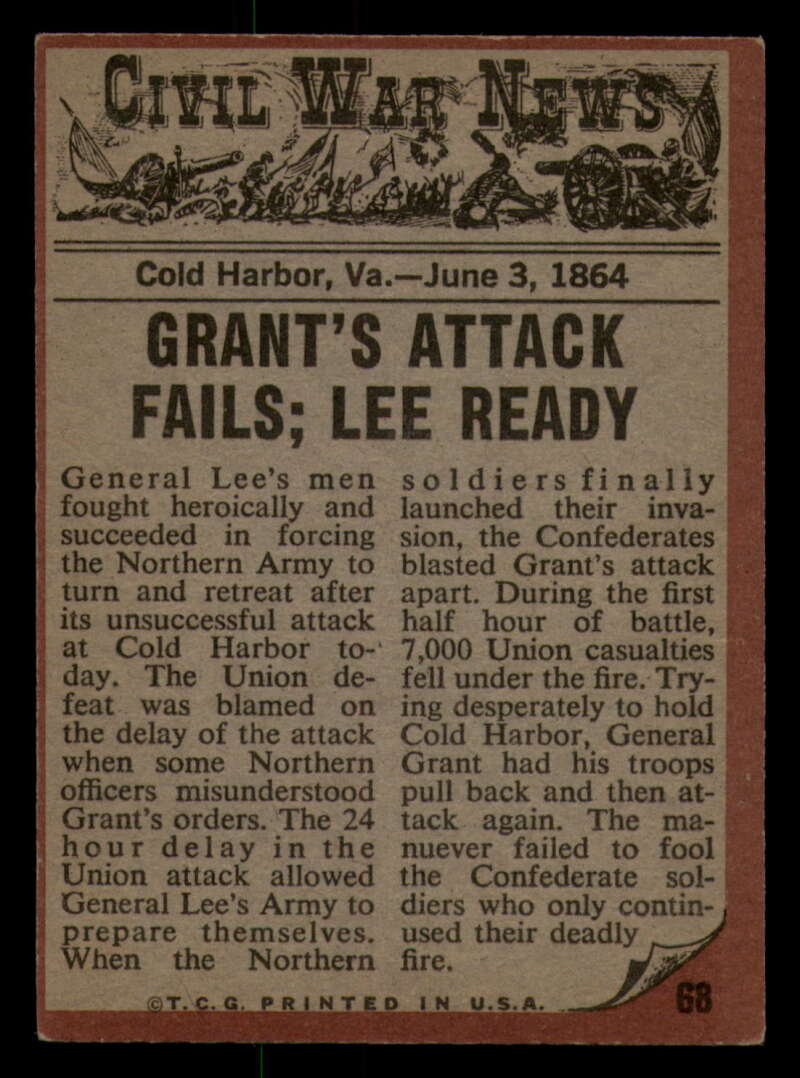 CIVIL WAR NEWS
Cold Harbor, Va.—June 3, 1864
GRANT'S ATTACK
FAILS; LEE READY
General Lee's men
fought heroically and
succeeded in forcing
the Northern Army to
turn and retreat after
its unsuccessful attack
at Cold Harbor to-
day. The Union de-
feat was blamed on
the delay of the attack
when some Northern
officers misunderstood
Grant's orders. The 24
hour delay in the
Union attack allowed
General Lee's Army to
prepare themselves.
When the Northern
soldiers finally
launched their inva-
sion, the Confederates
blasted Grant's attack
apart. During the first
half hour of battle,
7,000 Union casualties
fell under the fire. Try-
ing desperately to hold
Cold Harbor, General
Grant had his troops
pull back and then at-
tack again. The ma-
nuever failed to fool
the Confederate sol-
diers who only contin-
used their deadly
fire.
©T.C.G. PRINTED IN U.S.A.
68